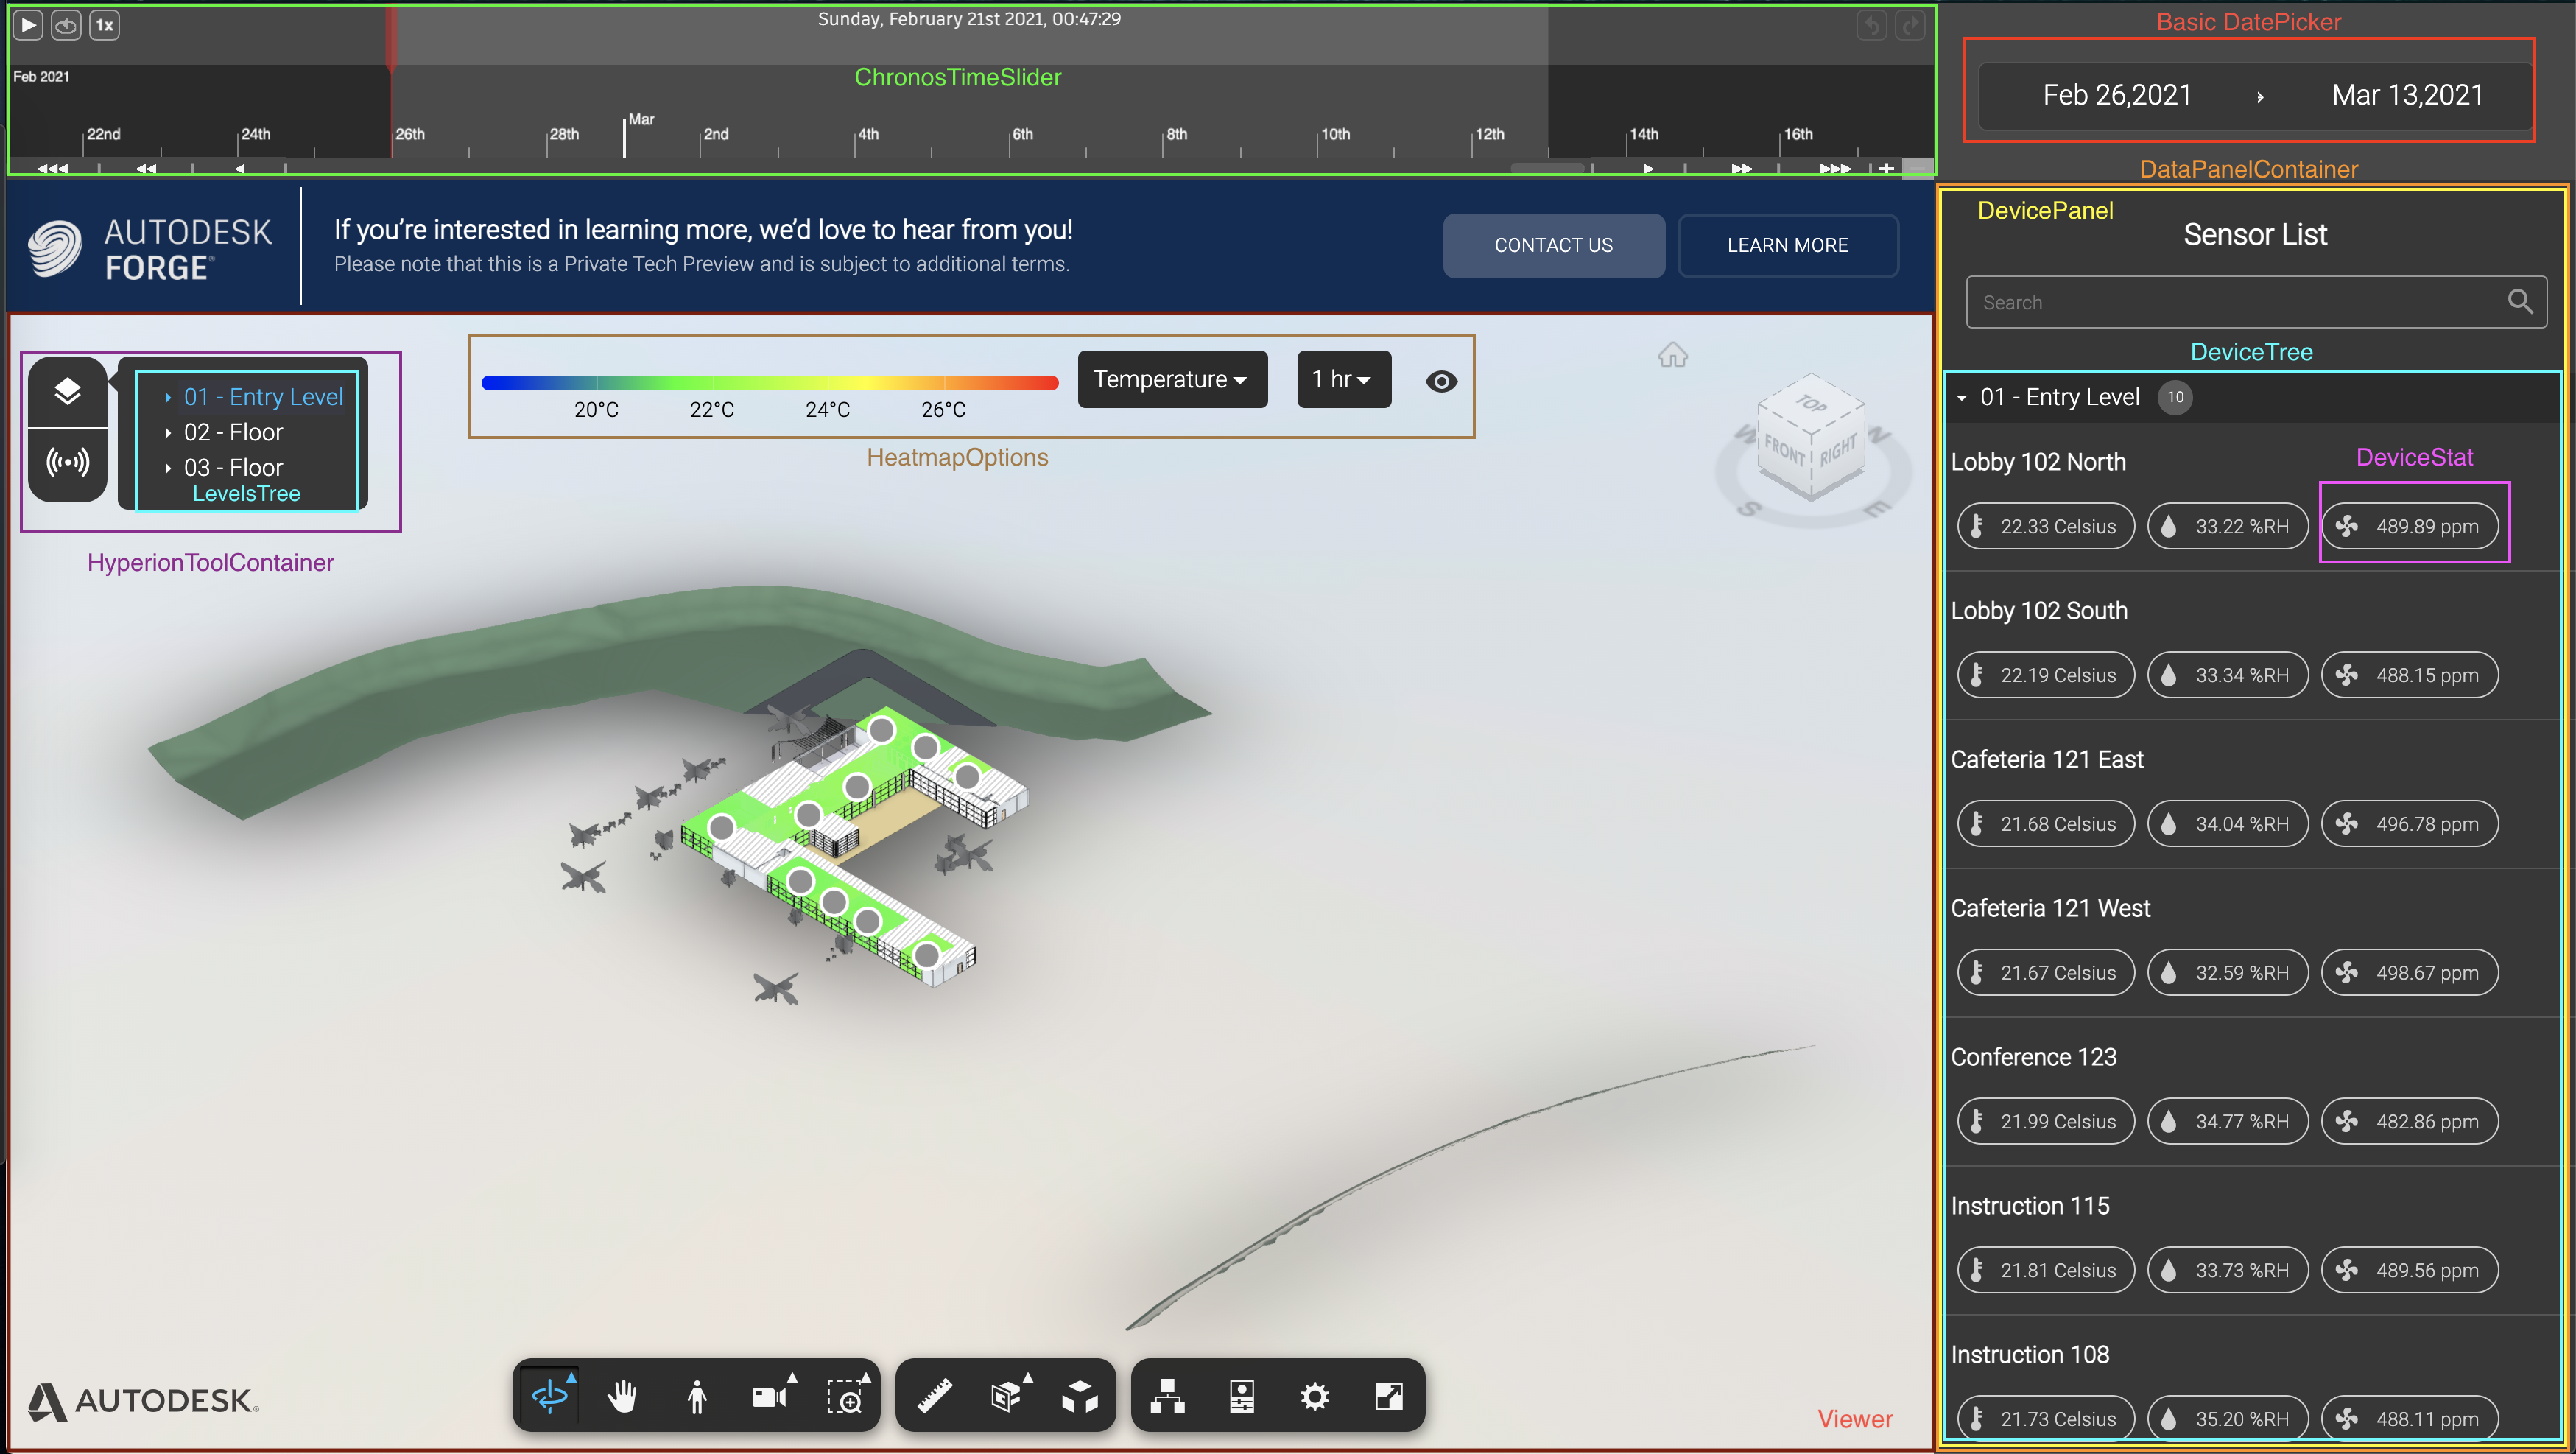 1x
Sunday, February 21st 2021, 00:47:29
Basic DatePicker
Feb 2021
ChronosTimeSlider
Feb 26,2021 › Mar 13,2021
22nd 24th 26th 28th Mar 2nd 4th 6th 8th 10th 12th 14th 16th
DataPanelContainer
AUTODESK
FORGE
If you're interested in learning more, we'd love to hear from you!
Please note that this is a Private Tech Preview and is subject to additional terms.
CONTACT US
LEARN MORE
DevicePanel
Sensor List
Search
DeviceTree
01 - Entry Level
02 - Floor
03 - Floor
LevelsTree
HyperionToolContainer
20°C 22°C 24°C 26°C
Temperature
1 hr
HeatmapOptions
TOP
FRONT
RIGHT
W
N
S
E
01 - Entry Level 10
Lobby 102 North
DeviceStat
22.33 Celsius 33.22 %RH 489.89 ppm
Lobby 102 South
22.19 Celsius 33.34 %RH 488.15 ppm
Cafeteria 121 East
21.68 Celsius 34.04 %RH 496.78 ppm
Cafeteria 121 West
21.67 Celsius 32.59 %RH 498.67 ppm
Conference 123
21.99 Celsius 34.77 %RH 482.86 ppm
Instruction 115
21.81 Celsius 33.73 %RH 489.56 ppm
Instruction 108
21.73 Celsius 35.20 %RH 488.11 ppm
AUTODESK®
Viewer